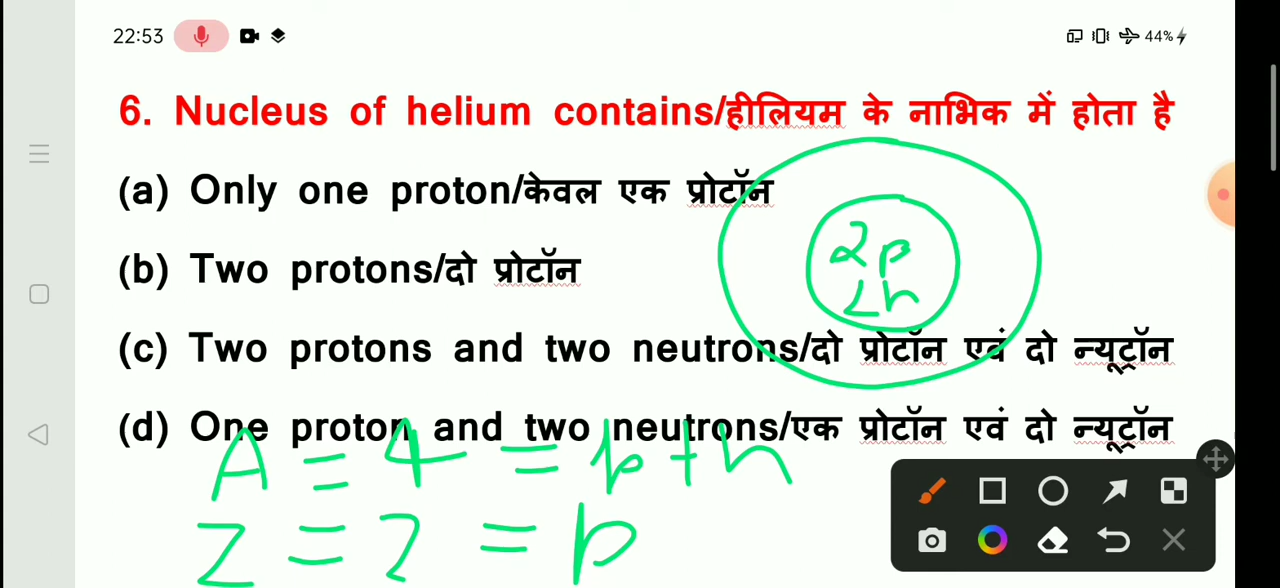 22:53 44%
6. Nucleus of helium contains/हीलियम के नाभिक में होता है
(a) Only one proton/केवल एक प्रोटॉन
(b) Two protons/दो प्रोटॉन
2p
2n
(c) Two protons and two neutrons/दो प्रोटॉन एवं दो न्यूट्रॉन
(d) One proton and two neutrons/एक प्रोटॉन एवं दो न्यूट्रॉन
A = 4 = p+n
Z = 2 = p